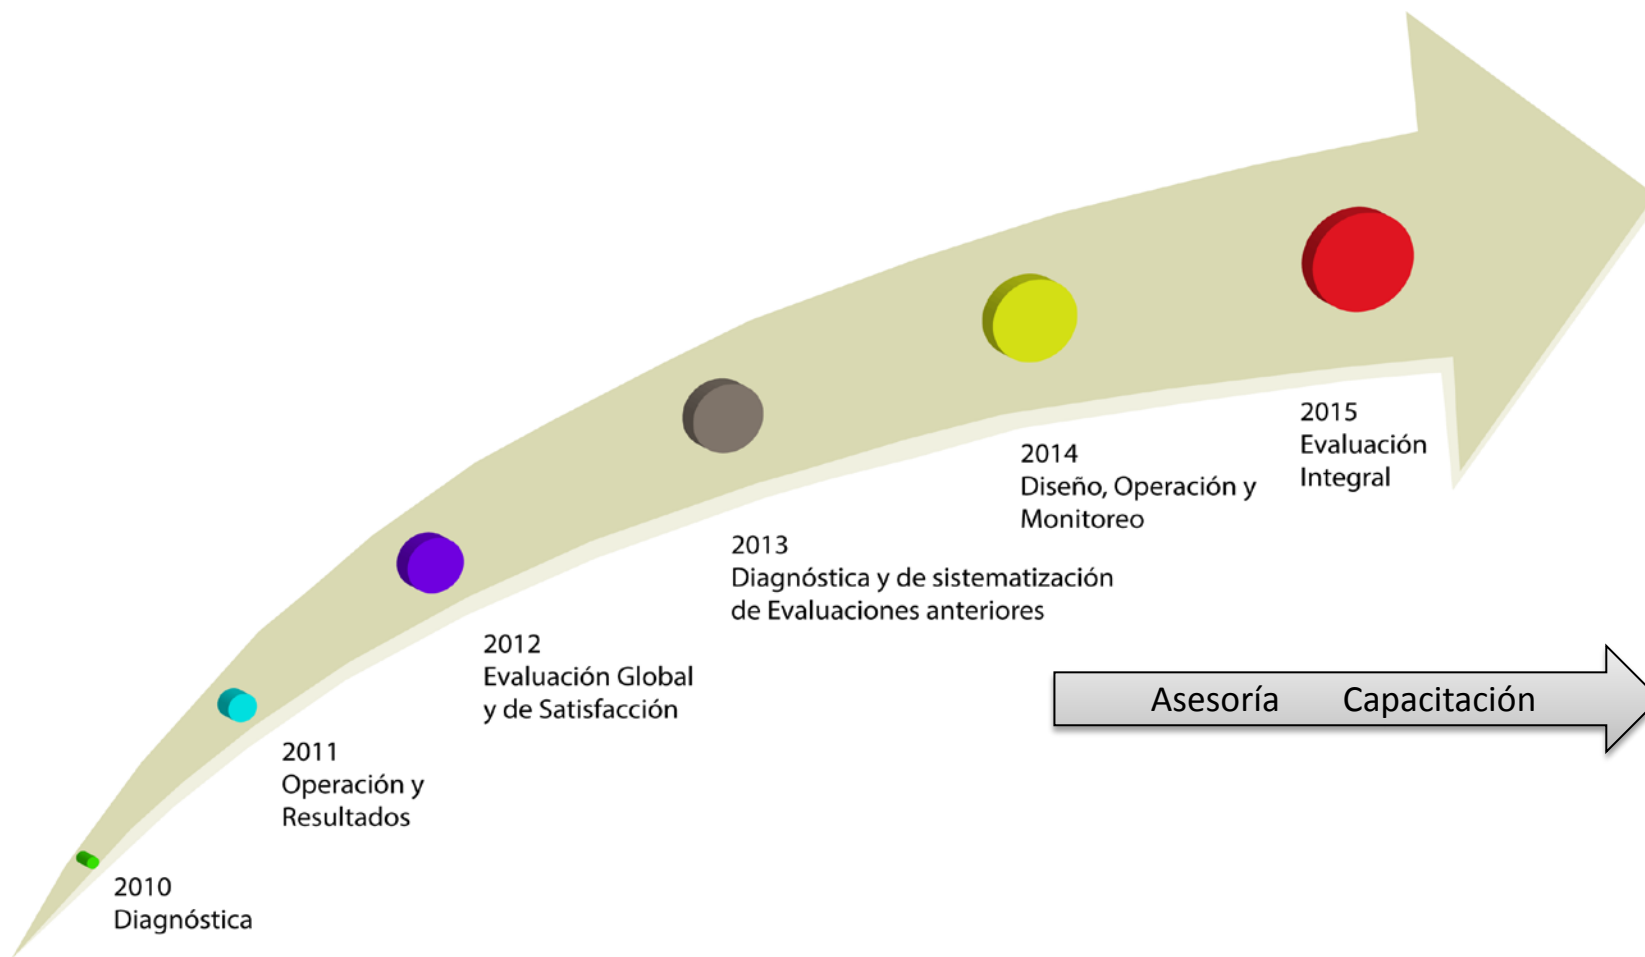 2010
Diagnóstica
2011
Operación y
Resultados
2012
Evaluación Global
y de Satisfacción
2013
Diagnóstica y de sistematización
de Evaluaciones anteriores
2014
Diseño, Operación y
Monitoreo
2015
Evaluación
Integral
Asesoría Capacitación